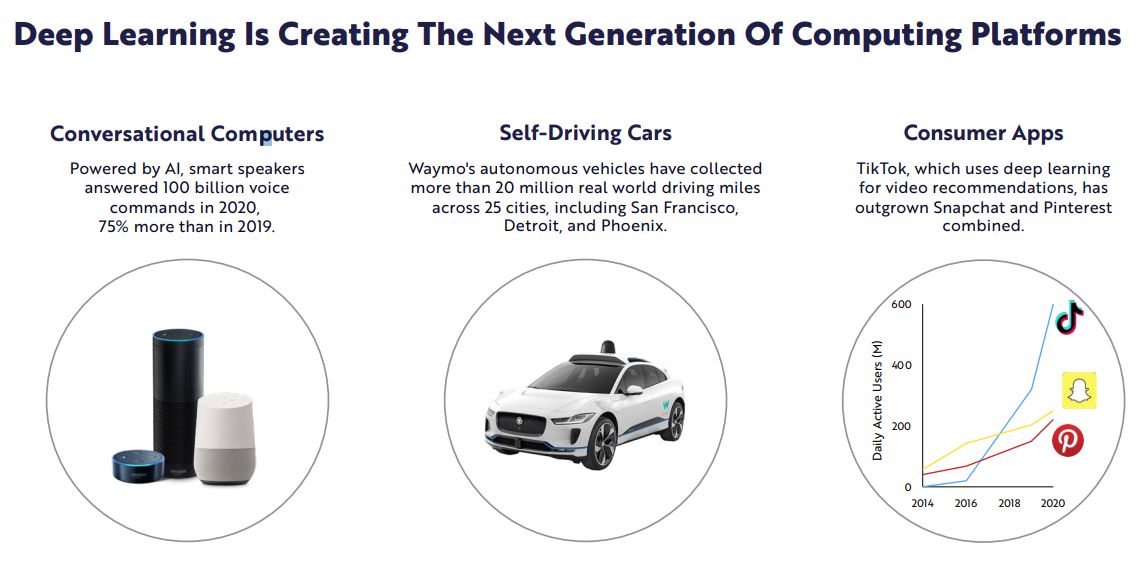 Deep Learning Is Creating The Next Generation Of Computing Platforms
Conversational Computers
Powered by AI, smart speakers
answered 100 billion voice
commands in 2020,
75% more than in 2019.
Self-Driving Cars
Waymo's autonomous vehicles have collected
more than 20 million real world driving miles
across 25 cities, including San Francisco,
Detroit, and Phoenix.
Consumer Apps
TikTok, which uses deep learning
for video recommendations, has
outgrown Snapchat and Pinterest
combined.
Daily Active Users (M)
600
400
200
0
2014 2016 2018 2020